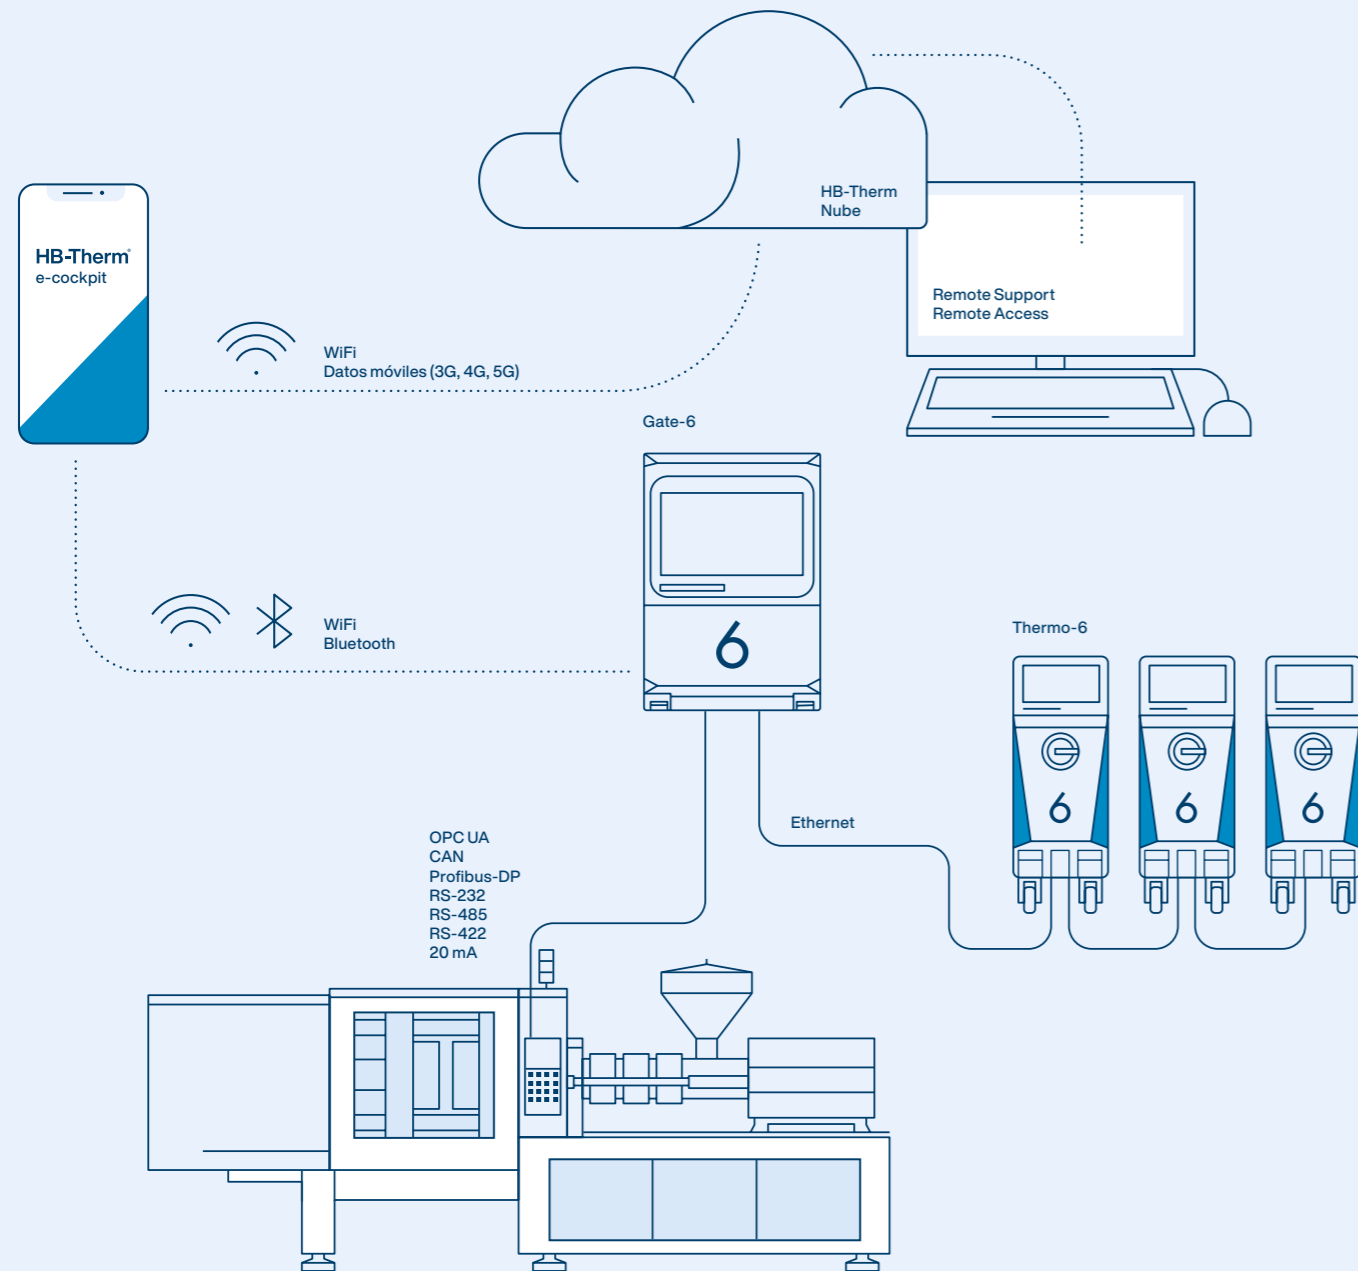 HB-Therm
Nube
HB-Therm®
e-cockpit
Remote Support
Remote Access
WiFi
Datos móviles (3G, 4G, 5G)
Gate-6
6
WiFi
Bluetooth
Thermo-6
6
6
6
Ethernet
OPC UA
CAN
Profibus-DP
RS-232
RS-485
RS-422
20 mA